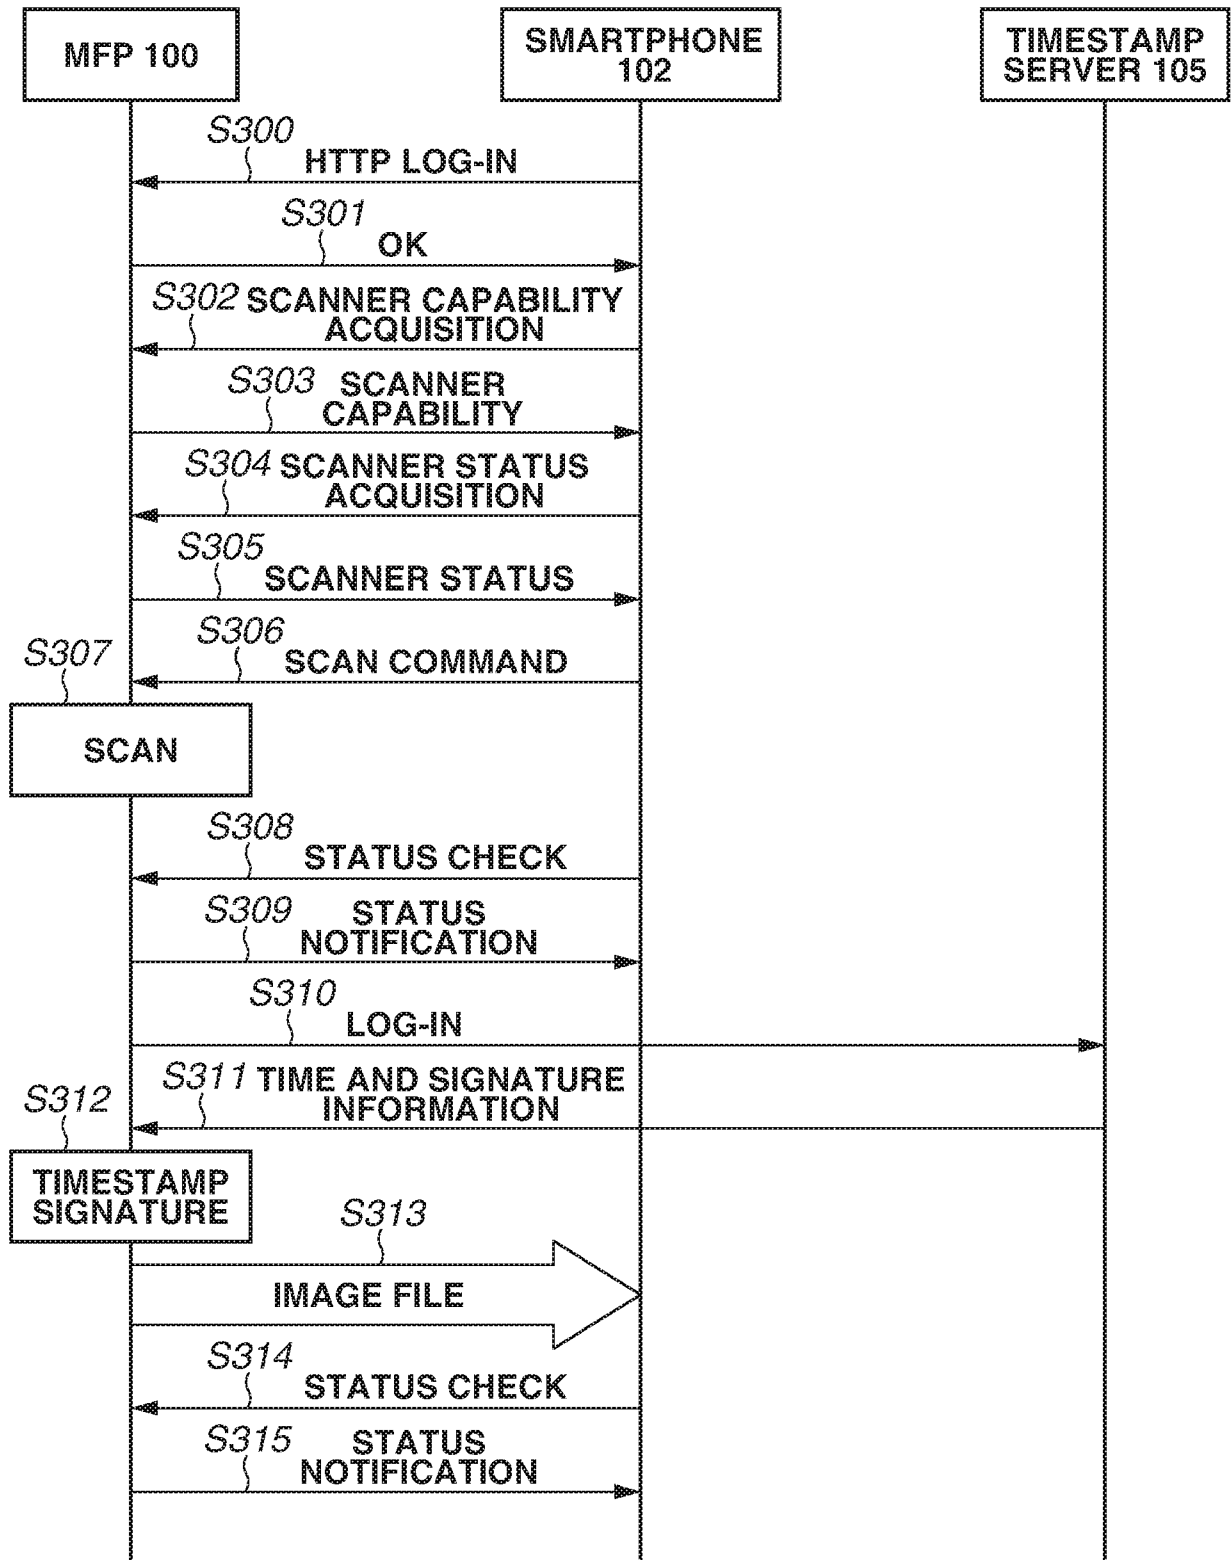 MFP 100
SMARTPHONE
102
TIMESTAMP
SERVER 105
S300
HTTP LOG-IN
S301
OK
S302 SCANNER CAPABILITY
ACQUISITION
S303 SCANNER
CAPABILITY
S304 SCANNER STATUS
ACQUISITION
S305
SCANNER STATUS
S306
SCAN COMMAND
S307
SCAN
S308
STATUS CHECK
S309 STATUS
NOTIFICATION
S310
LOG-IN
S311 TIME AND SIGNATURE
INFORMATION
S312
TIMESTAMP
SIGNATURE
S313
IMAGE FILE
S314
STATUS CHECK
S315 STATUS
NOTIFICATION